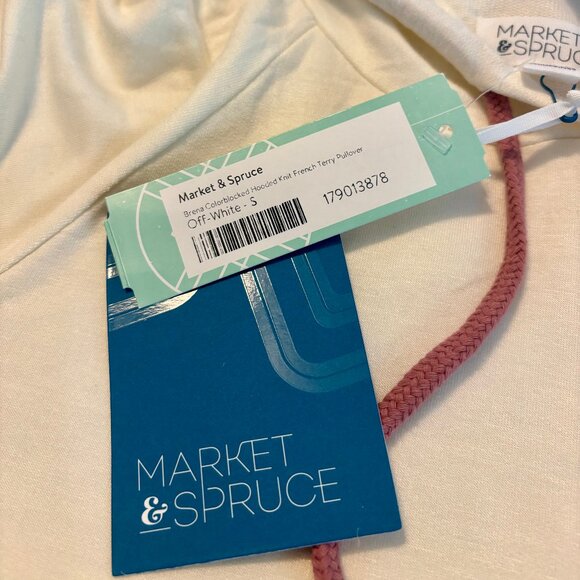 MARKET
& SPRUCE
Market & Spruce
Brena Colorblocked Hooded Knit French Terry Pullover
Off-White - S
179013878
MARKET
& SPRUCE